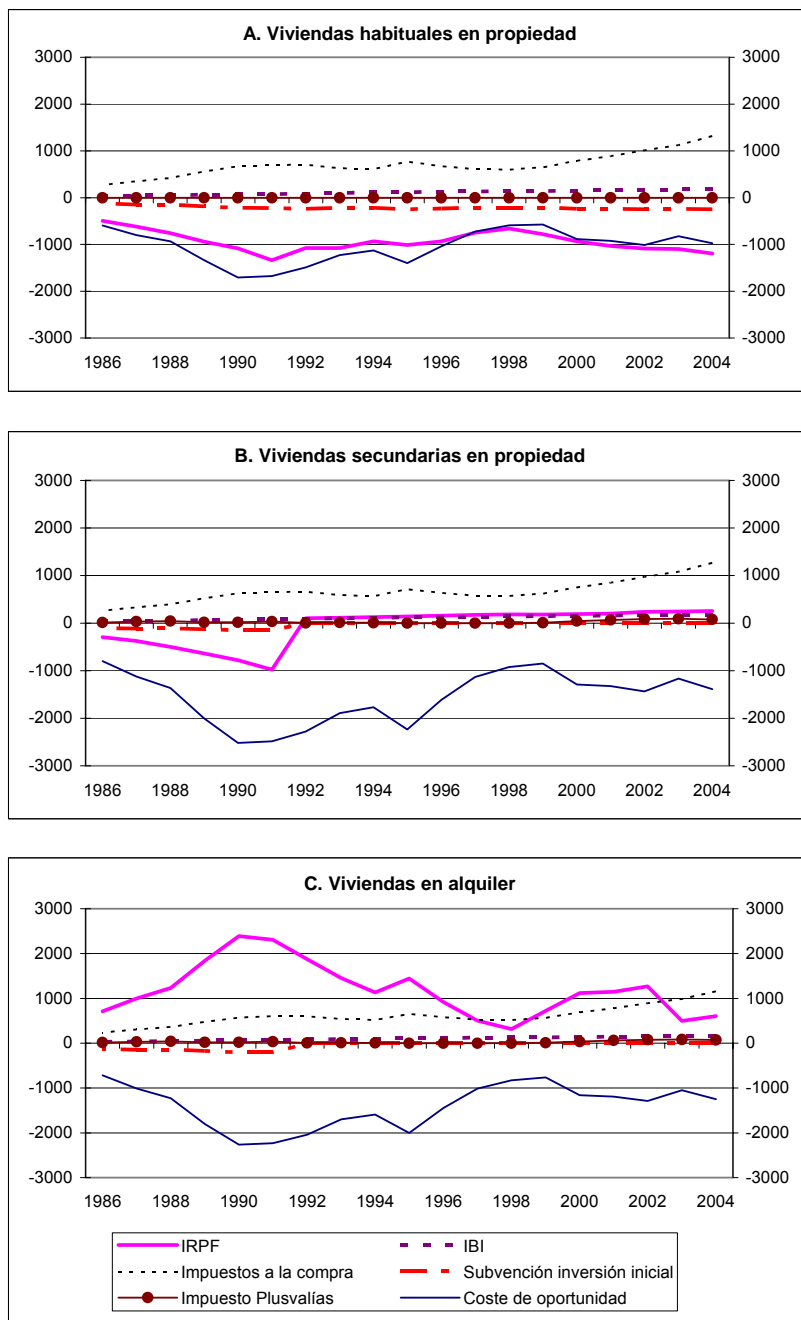 A. Viviendas habituales en propiedad
3000 3000
2000 2000
1000 1000
0 0
-1000 -1000
-2000 -2000
-3000 -3000
1986 1988 1990 1992 1994 1996 1998 2000 2002 2004
B. Viviendas secundarias en propiedad
3000 3000
2000 2000
1000 1000
0 0
-1000 -1000
-2000 -2000
-3000 -3000
1986 1988 1990 1992 1994 1996 1998 2000 2002 2004
C. Viviendas en alquiler
3000 3000
2000 2000
1000 1000
0 0
-1000 -1000
-2000 -2000
-3000 -3000
1986 1988 1990 1992 1994 1996 1998 2000 2002 2004
IRPF IBI
Impuestos a la compra Subvención inversión inicial
Impuesto Plusvalías Coste de oportunidad